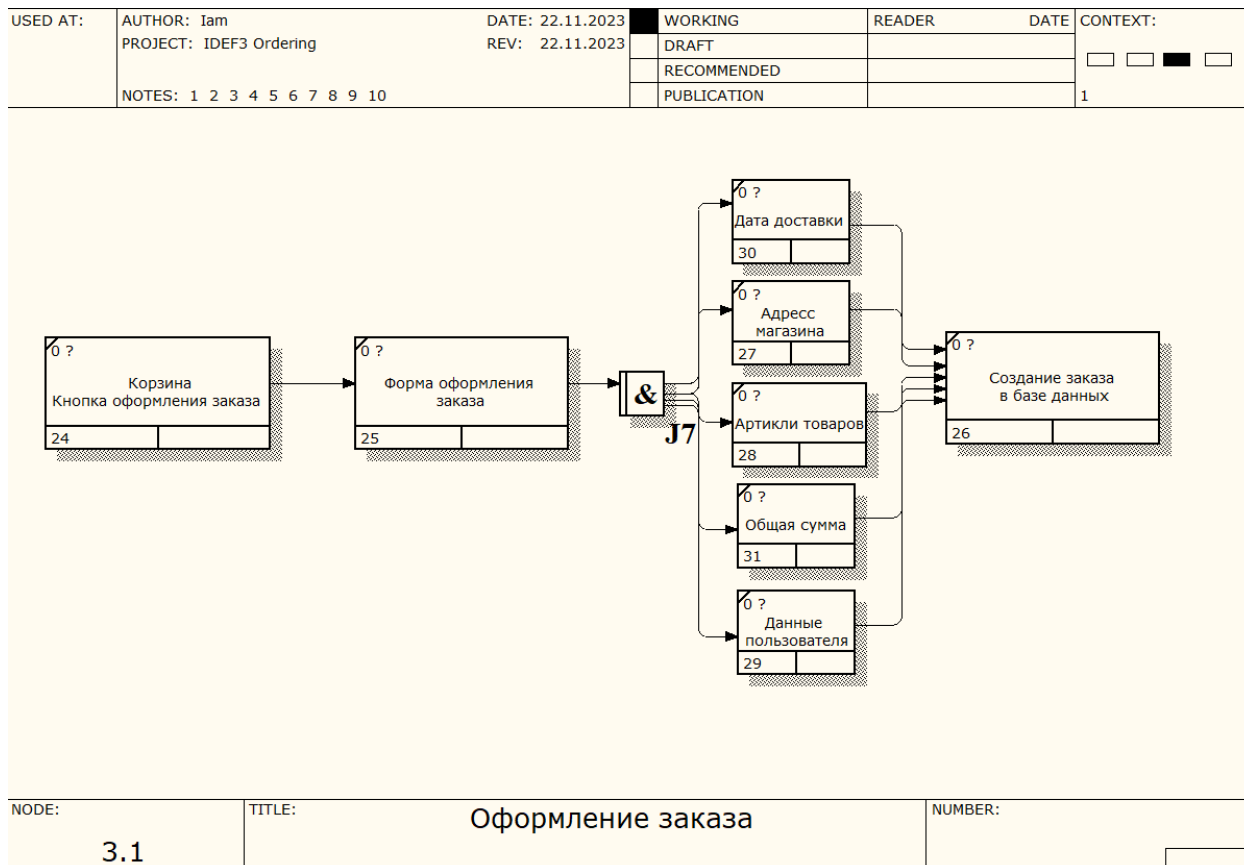 USED AT:
AUTHOR: Iam
DATE: 22.11.2023
WORKING
READER
DATE
CONTEXT:
PROJECT: IDEF3 Ordering
REV: 22.11.2023
DRAFT
RECOMMENDED
NOTES: 1 2 3 4 5 6 7 8 9 10
PUBLICATION
1
0 ?
Корзина
Кнопка оформления заказа
24
0 ?
Форма оформления
заказа
25
&
J7
0 ?
Дата доставки
30
0 ?
Адресс
магазина
27
0 ?
Артикли товаров
28
0 ?
Общая сумма
31
0 ?
Данные
пользователя
29
0 ?
Создание заказа
в базе данных
26
NODE:
3.1
TITLE:
Оформление заказа
NUMBER: